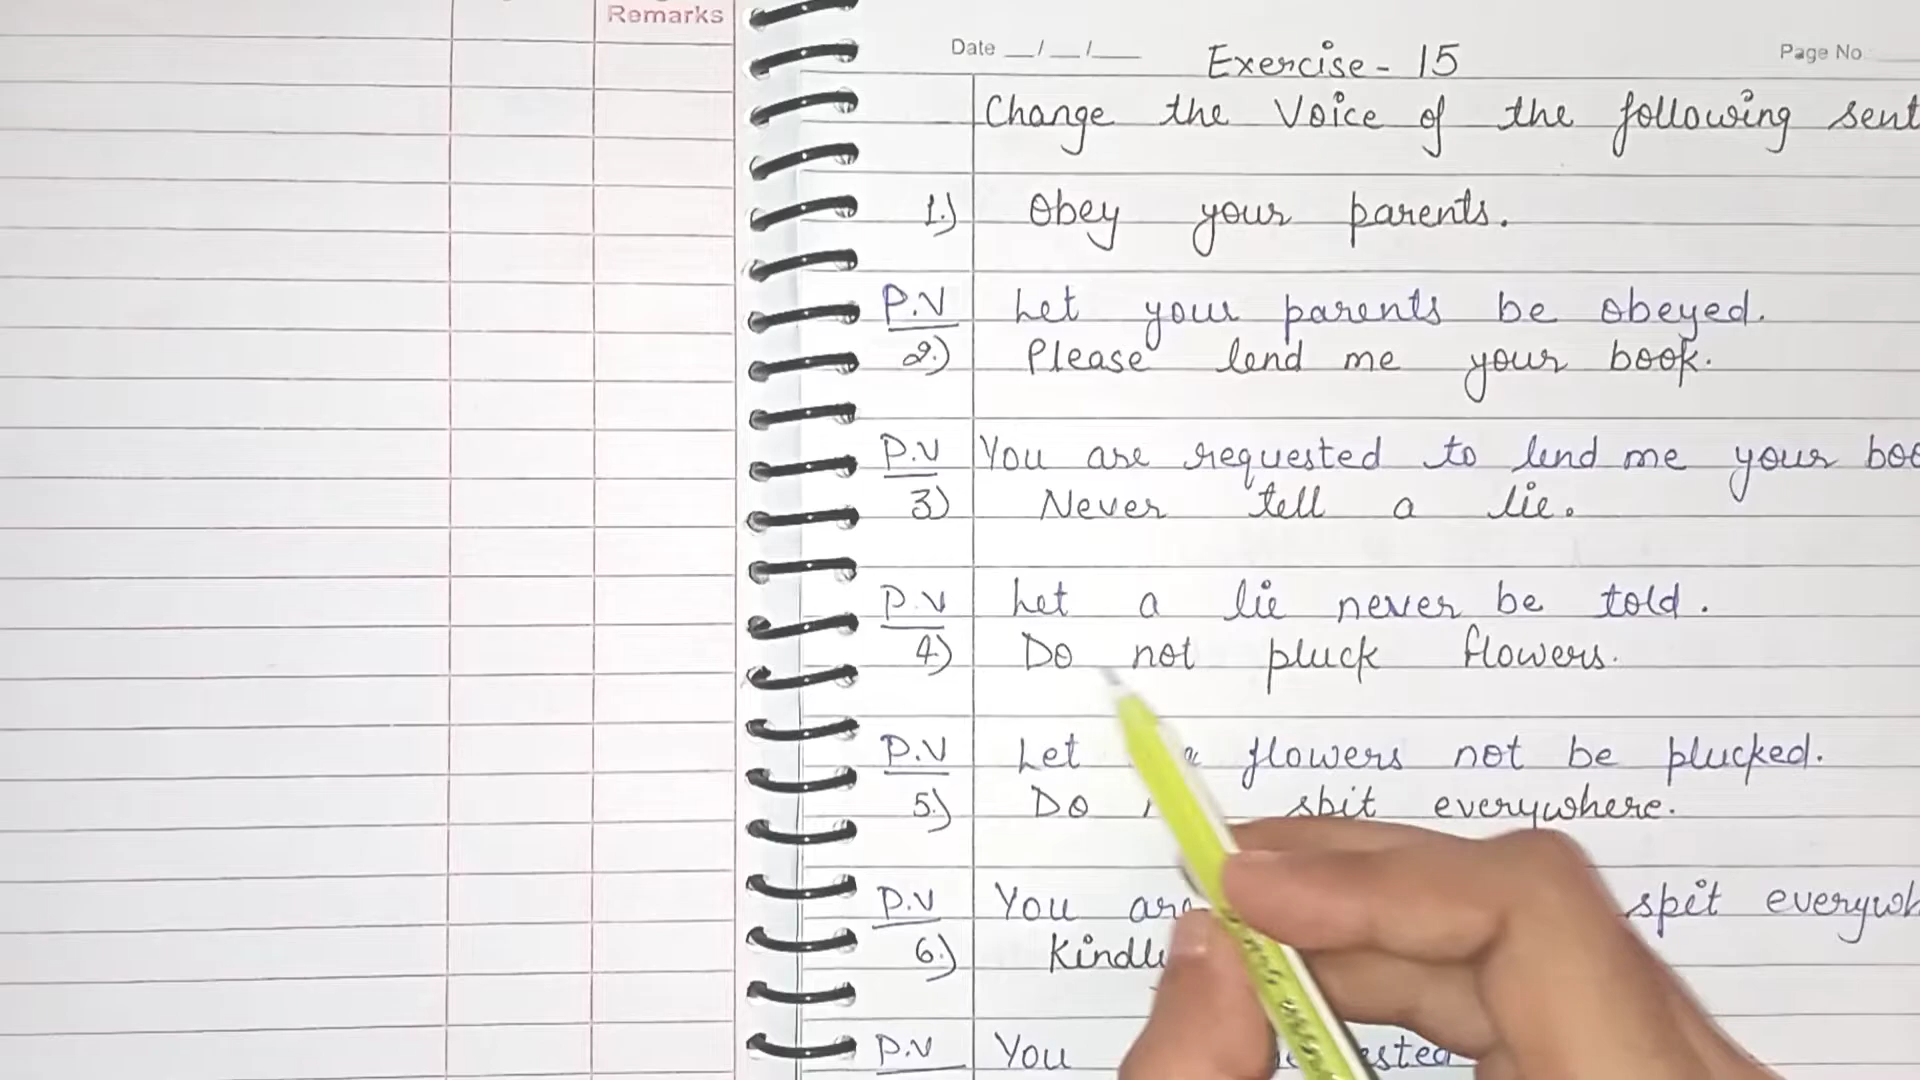 Remarks
Date __/__/__ Exercise - 15 Page No
Change the Voice of the following sent
1.) Obey your parents.
P.V Let your parents be obeyed.
2.) Please lend me your book.
P.V You are requested to lend me your boo
3) Never tell a lie.
P.V Let a lie never be told.
4) Do not pluck flowers.
P.V Let flowers not be plucked.
5.) Do spit everywhere.
P.V You are spit everywh
6.) Kindly
P.V You